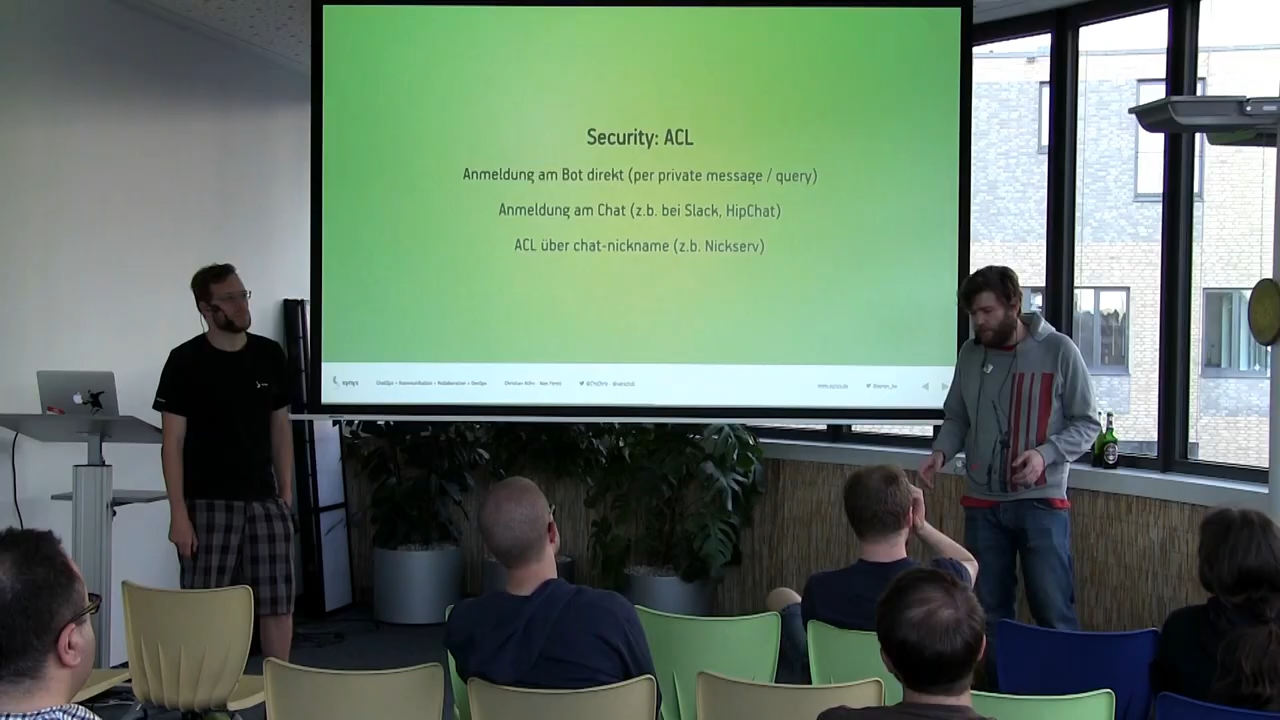 Security: ACL
Anmeldung am Bot direkt (per private message / query)
Anmeldung am Chat (z.b. bei Slack, HipChat)
ACL über chat-nickname (z.b. Nickserv)
synyx